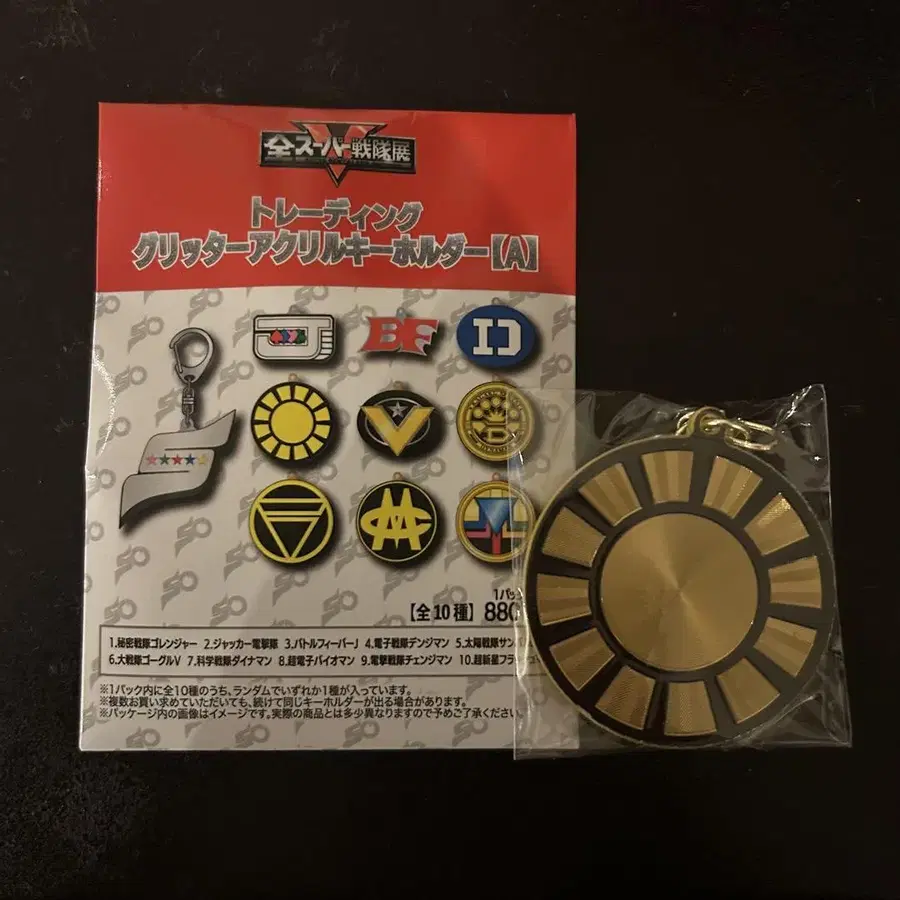 全スーパー戦隊展
トレーディング
グリッターアクリルキーホルダー【A】
J
BF
D
V
D
1パッ
【全10種】880
1.秘密戦隊ゴレンジャー 2.ジャッカー電撃隊 3.バトルフィーバーJ 4.電子戦隊デンジマン 5.太陽戦隊サン
6.大戦隊ゴーグルV 7.科学戦隊ダイナマン 8.超電子バイオマン 9.電撃戦隊チェンジマン 10.超新星フラッ
※1パック内に全10種のうち、ランダムでいずれか1種が入っています。
※複数お買い求めていただいても、続けて同じキーホルダーが出る場合があります。
※パッケージ内の画像はイメージです。実際の商品とは多少異なりますので予めご了承ください